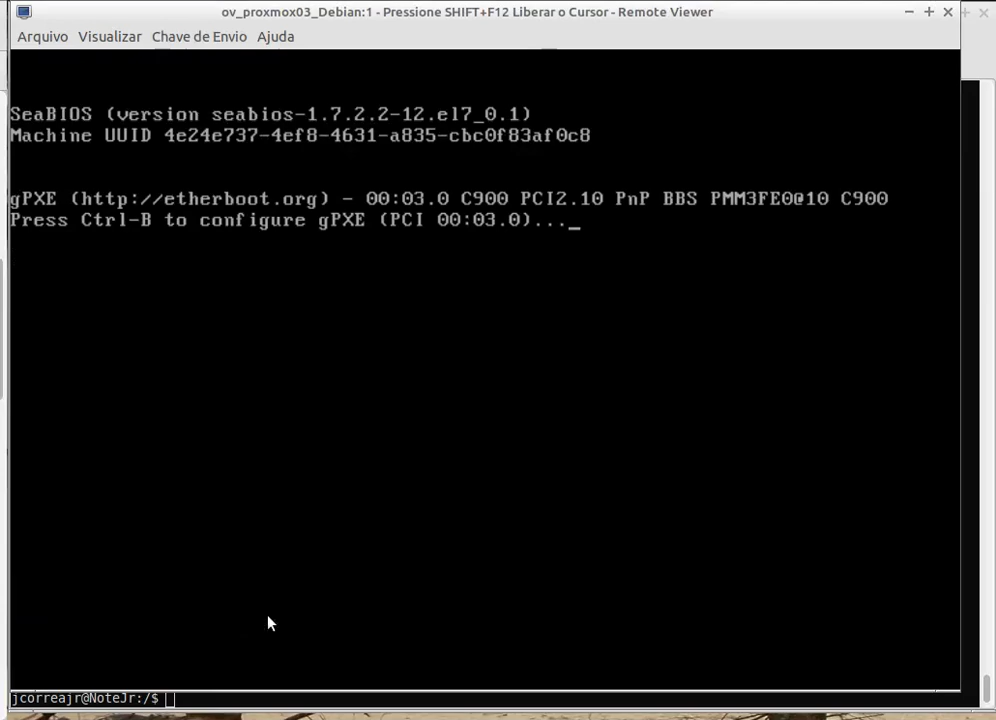 ov_proxmox03_Debian:1 - Pressione SHIFT+F12 Liberar o Cursor - Remote Viewer
Arquivo Visualizar Chave de Envio Ajuda
SeaBIOS (version seabios-1.7.2.2-12.el7_0.1)
Machine UUID 4e24e737-4ef8-4631-a835-cbc0f83af0c8
gPXE (http://etherboot.org) - 00:03.0 C900 PCI2.10 PnP BBS PMM3FE0@10 C900
Press Ctrl-B to configure gPXE (PCI 00:03.0)..._
jcorreajr@NoteJr:/$